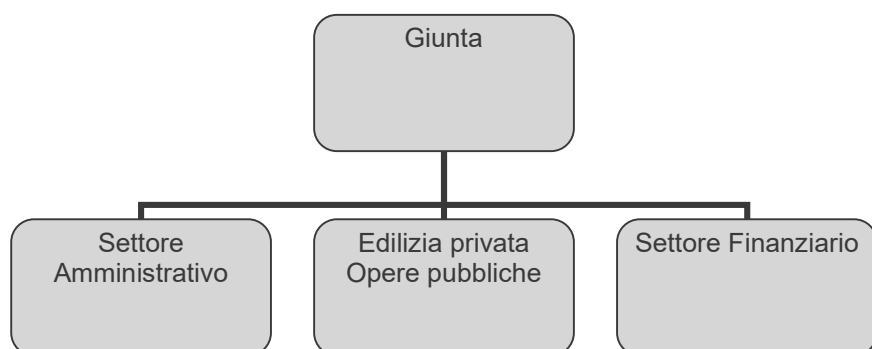 Giunta
Settore
Amministrativo
Edilizia privata
Opere pubbliche
Settore Finanziario